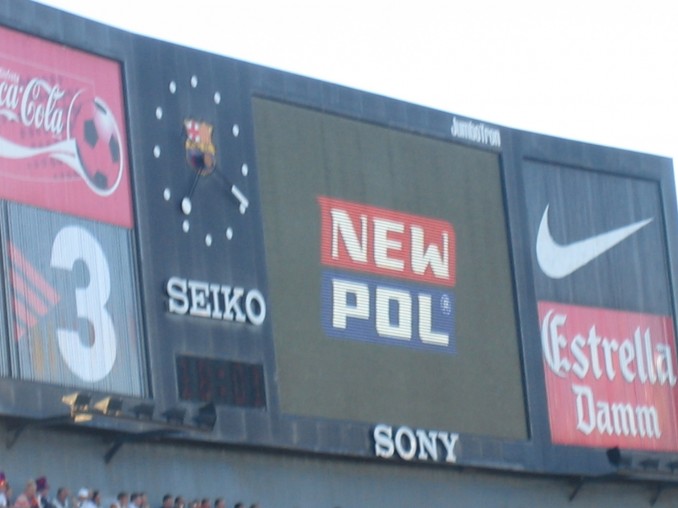 ca-Cola
3
SEIKO
JumboTron
NEW
POL
SONY
Estrella
Damm